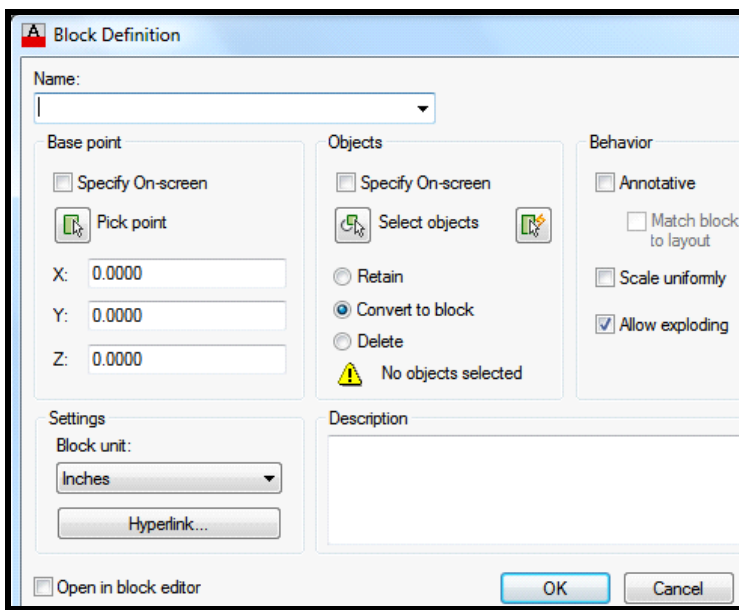 Block Definition
Name:
Base point
Specify On-screen
Pick point
X: 0.0000
Y: 0.0000
Z: 0.0000
Objects
Specify On-screen
Select objects
Retain
Convert to block
Delete
No objects selected
Behavior
Annotative
Match block
to layout
Scale uniformly
Allow exploding
Settings
Block unit:
Inches
Hyperlink...
Description
Open in block editor
OK
Cancel